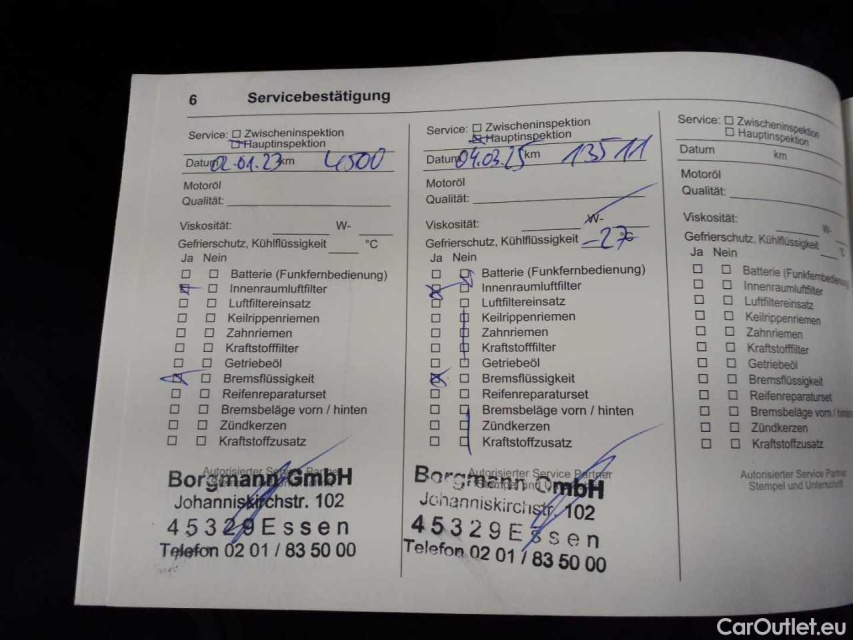 6 Servicebestätigung
Service: Zwischeninspektion
Hauptinspektion
Datum 02.01.23 km 4500
Motoröl
Qualität:
Viskosität: W-
Gefrierschutz, Kühlflüssigkeit °C
Ja Nein
Batterie (Funkfernbedienung)
Innenraumluftfilter
Luftfiltereinsatz
Keilrippenriemen
Zahnriemen
Kraftstofffilter
Getriebeöl
Bremsflüssigkeit
Reifenreparaturset
Bremsbeläge vorn / hinten
Zündkerzen
Kraftstoffzusatz
Autorisierter Service Partner
Borgmann GmbH
Johanniskirchstr. 102
45329 Essen
Telefon 02 01 / 83 50 00
Service: Zwischeninspektion
Hauptinspektion
Datum 04.03.25 km 13511
Motoröl
Qualität:
Viskosität: W-
Gefrierschutz, Kühlflüssigkeit -27 °C
Ja Nein
Batterie (Funkfernbedienung)
Innenraumluftfilter
Luftfiltereinsatz
Keilrippenriemen
Zahnriemen
Kraftstofffilter
Getriebeöl
Bremsflüssigkeit
Reifenreparaturset
Bremsbeläge vorn / hinten
Zündkerzen
Kraftstoffzusatz
Autorisierter Service Partner
Borgmann GmbH
Johanniskirchstr. 102
45329 Essen
Telefon 02 01 / 83 50 00
Service: Zwischeninspektion
Hauptinspektion
Datum km
Motoröl
Qualität:
Viskosität: W-
Gefrierschutz, Kühlflüssigkeit
Ja Nein
Batterie (Funkfernbedienung)
Innenraumluftfilter
Luftfiltereinsatz
Keilrippenriemen
Zahnriemen
Kraftstofffilter
Getriebeöl
Bremsflüssigkeit
Reifenreparaturset
Bremsbeläge vorn /
Zündkerzen
Kraftstoffzusatz
Autorisierter Service Partner
Stempel und Unterschrift
CarOutlet.eu